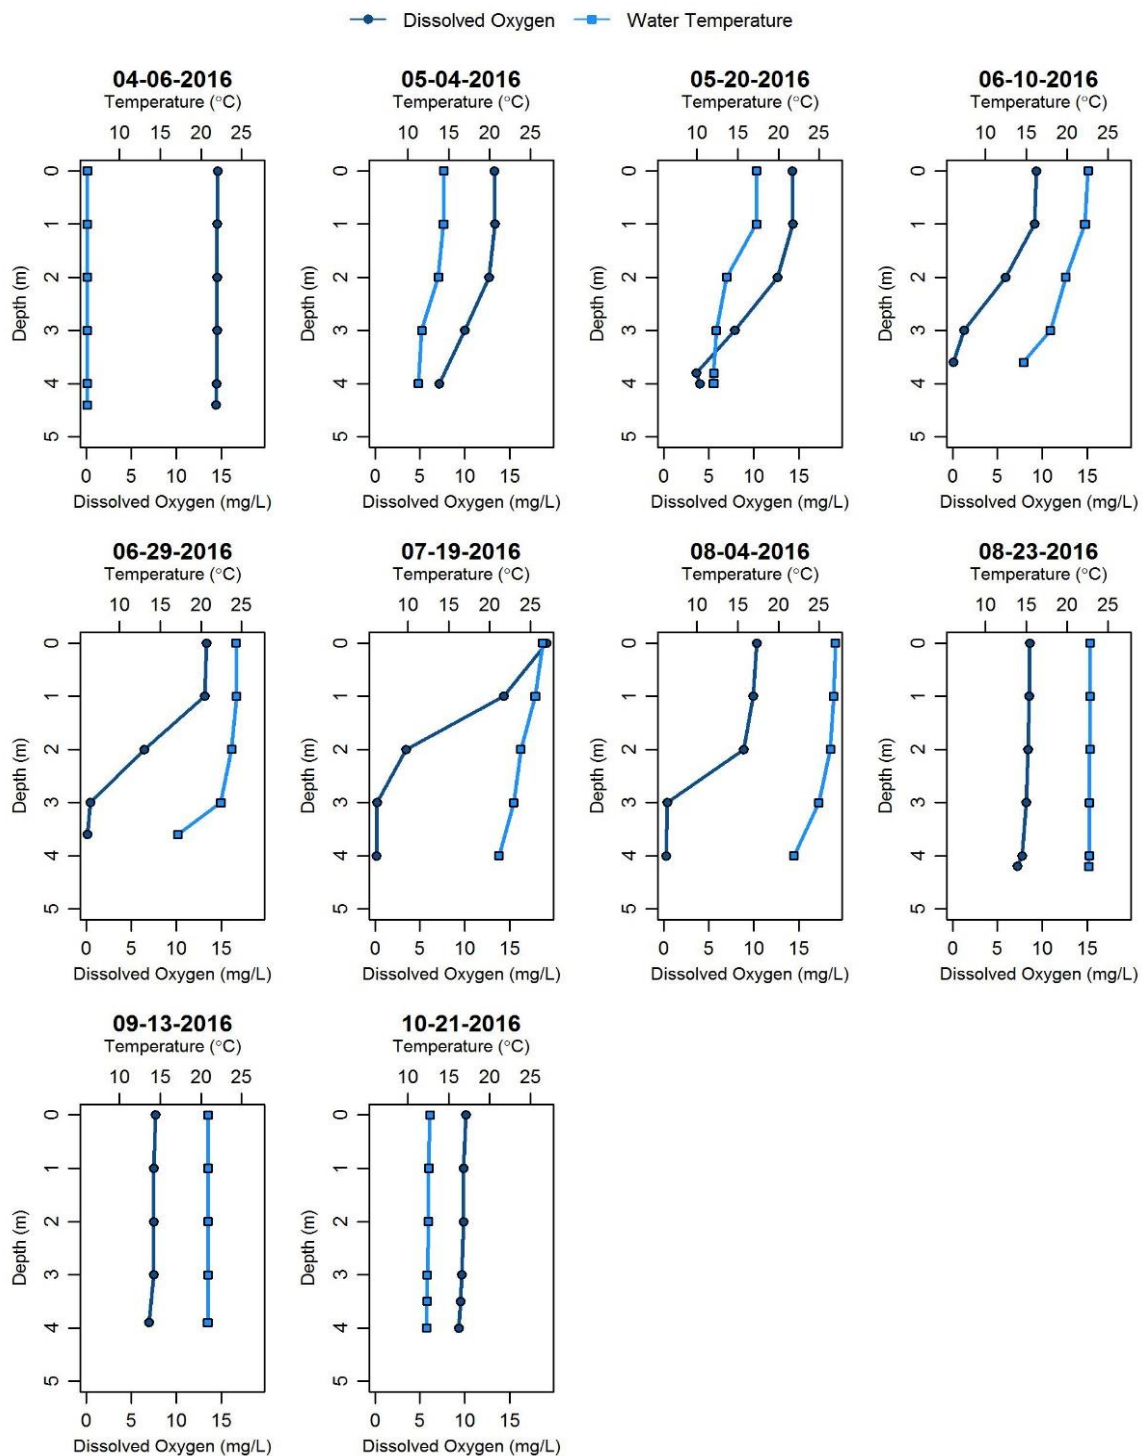 Dissolved Oxygen Water Temperature
04-06-2016 05-04-2016 05-20-2016 06-10-2016
Temperature (°C) Temperature (°C) Temperature (°C) Temperature (°C)
10 15 20 25 10 15 20 25 10 15 20 25 10 15 20 25
Depth (m) Depth (m) Depth (m) Depth (m)
0 0 0 0
1 1 1 1
2 2 2 2
3 3 3 3
4 4 4 4
5 5 5 5
0 5 10 15 0 5 10 15 0 5 10 15 0 5 10 15
Dissolved Oxygen (mg/L) Dissolved Oxygen (mg/L) Dissolved Oxygen (mg/L) Dissolved Oxygen (mg/L)
06-29-2016 07-19-2016 08-04-2016 08-23-2016
Temperature (°C) Temperature (°C) Temperature (°C) Temperature (°C)
10 15 20 25 10 15 20 25 10 15 20 25 10 15 20 25
Depth (m) Depth (m) Depth (m) Depth (m)
0 0 0 0
1 1 1 1
2 2 2 2
3 3 3 3
4 4 4 4
5 5 5 5
0 5 10 15 0 5 10 15 0 5 10 15 0 5 10 15
Dissolved Oxygen (mg/L) Dissolved Oxygen (mg/L) Dissolved Oxygen (mg/L) Dissolved Oxygen (mg/L)
09-13-2016 10-21-2016
Temperature (°C) Temperature (°C)
10 15 20 25 10 15 20 25
Depth (m) Depth (m)
0 0
1 1
2 2
3 3
4 4
5 5
0 5 10 15 0 5 10 15
Dissolved Oxygen (mg/L) Dissolved Oxygen (mg/L)